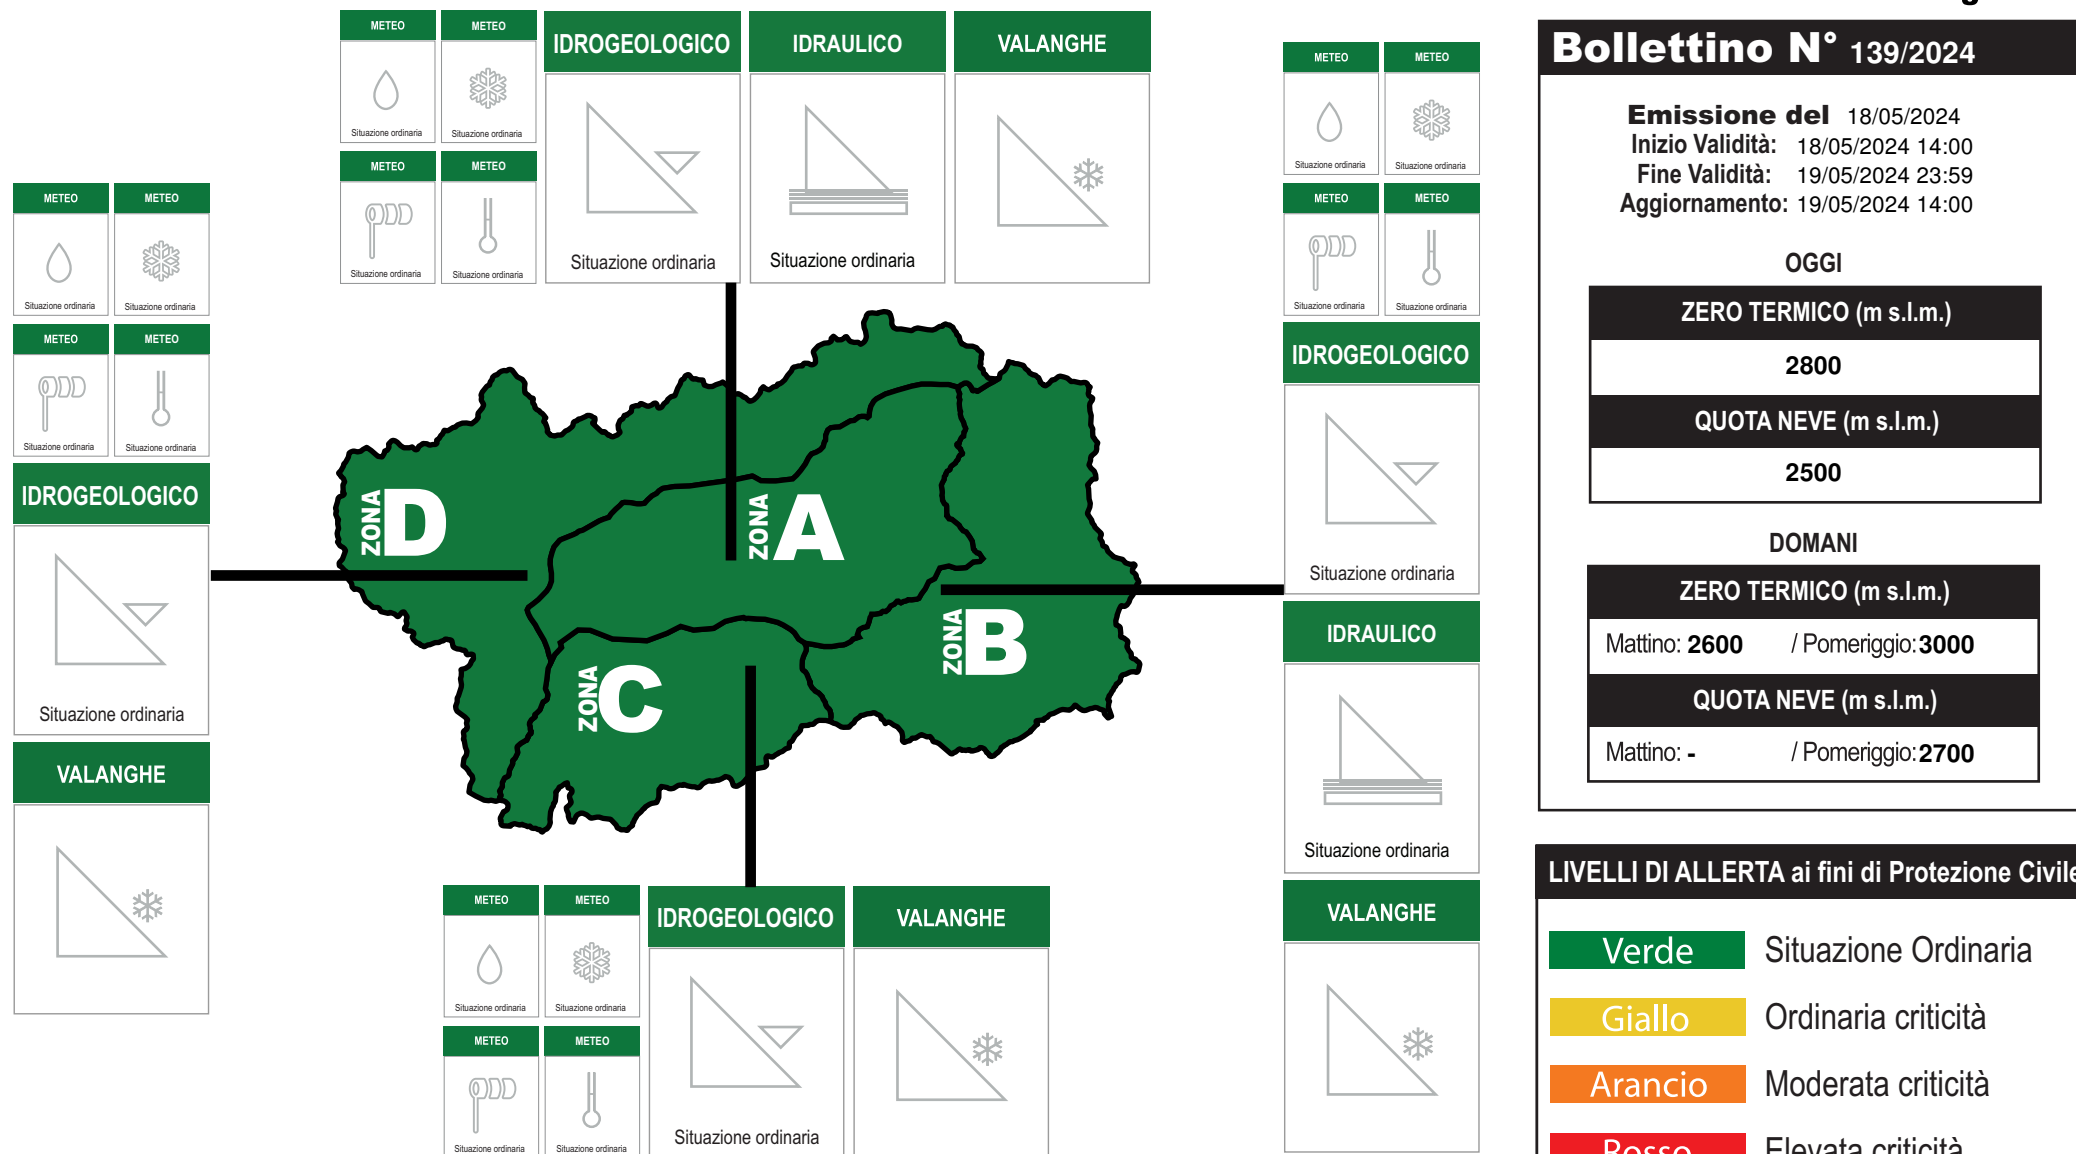 METEO
METEO
Situazione ordinaria
Situazione ordinaria
METEO
METEO
Situazione ordinaria
Situazione ordinaria
IDROGEOLOGICO
Situazione ordinaria
IDRAULICO
Situazione ordinaria
VALANGHE
METEO
METEO
Situazione ordinaria
Situazione ordinaria
METEO
METEO
Situazione ordinaria
Situazione ordinaria
IDROGEOLOGICO
Situazione ordinaria
VALANGHE
ZONA D
ZONA A
ZONA B
ZONA C
METEO
METEO
Situazione ordinaria
Situazione ordinaria
METEO
METEO
Situazione ordinaria
Situazione ordinaria
IDROGEOLOGICO
Situazione ordinaria
IDRAULICO
Situazione ordinaria
VALANGHE
METEO
METEO
Situazione ordinaria
Situazione ordinaria
METEO
METEO
Situazione ordinaria
Situazione ordinaria
IDROGEOLOGICO
Situazione ordinaria
VALANGHE
Bollettino N° 139/2024
Emissione del 18/05/2024
Inizio Validità: 18/05/2024 14:00
Fine Validità: 19/05/2024 23:59
Aggiornamento: 19/05/2024 14:00
OGGI
ZERO TERMICO (m s.l.m.)
2800
QUOTA NEVE (m s.l.m.)
2500
DOMANI
ZERO TERMICO (m s.l.m.)
Mattino: 2600 / Pomeriggio: 3000
QUOTA NEVE (m s.l.m.)
Mattino: - / Pomeriggio: 2700
LIVELLI DI ALLERTA ai fini di Protezione Civile
Verde Situazione Ordinaria
Giallo Ordinaria criticità
Arancio Moderata criticità
Rosso Elevata criticità